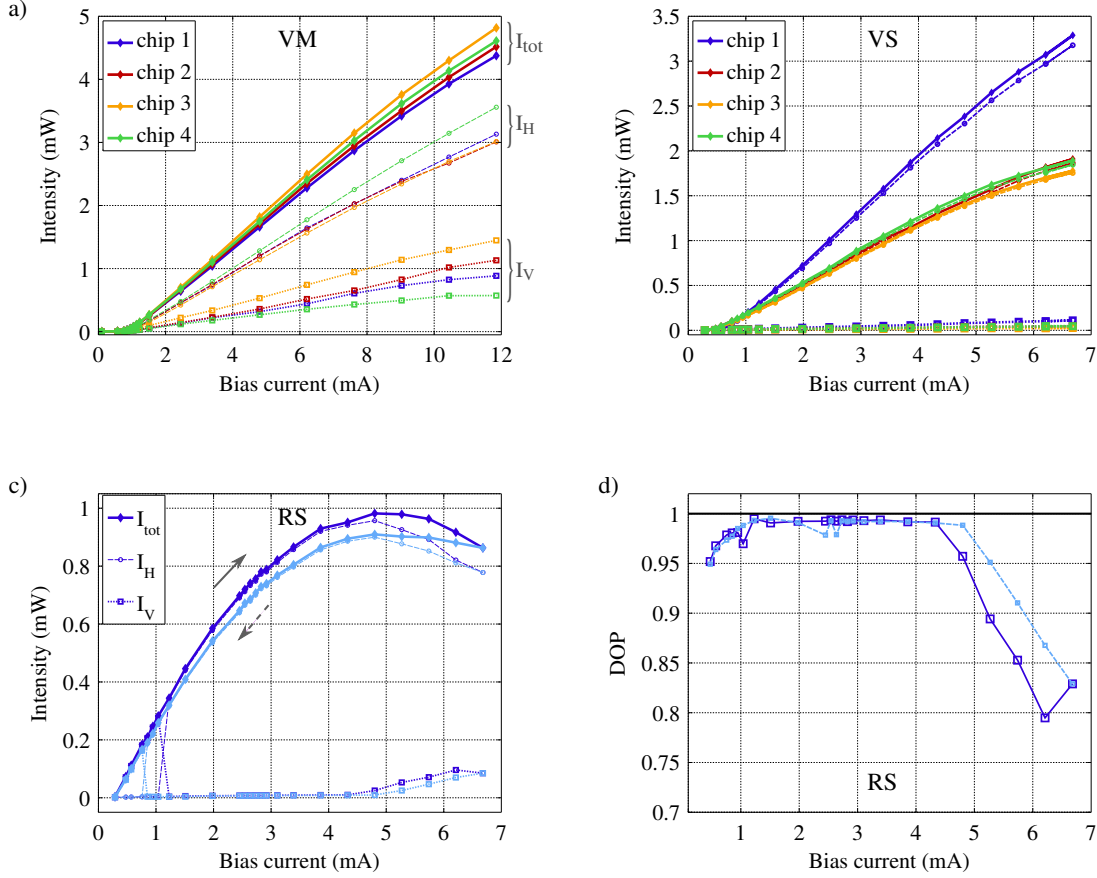 a)
VM
chip 1
chip 2
chip 3
chip 4
I_tot
I_H
I_V
5
4
3
2
1
0
Intensity (mW)
0 2 4 6 8 10 12
Bias current (mA)
VS
chip 1
chip 2
chip 3
chip 4
3.5
3
2.5
2
1.5
1
0.5
0
Intensity (mW)
0 1 2 3 4 5 6 7
Bias current (mA)
c)
RS
I_tot
I_H
I_V
1
0.8
0.6
0.4
0.2
0
Intensity (mW)
0 1 2 3 4 5 6 7
Bias current (mA)
d)
1
0.95
0.9
0.85
0.8
0.75
0.7
DOP
RS
1 2 3 4 5 6 7
Bias current (mA)